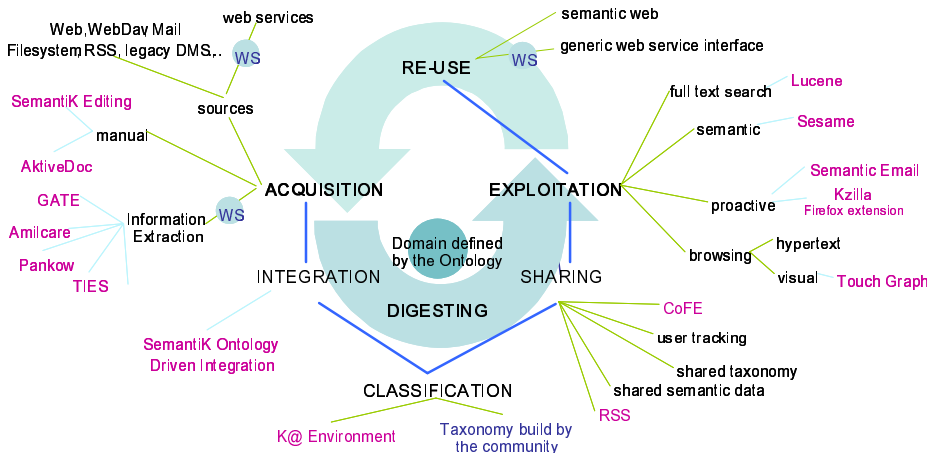 web services
semantic web
Web,WebDav, Mail
Filesystem,RSS, legacy DMS,..
WS
WS
generic web service interface
RE-USE
SemantiK Editing
sources
full text search
Lucene
manual
semantic
Sesame
AktiveDoc
ACQUISITION
EXPLOITATION
Semantic Email
GATE
Kzilla
Firefox extension
proactive
WS
Information
Extraction
Amilcare
Domain defined
by the Ontology
browsing
hypertext
Pankow
INTEGRATION
SHARING
visual
Touch Graph
TIES
DIGESTING
CoFE
SemantiK Ontology
Driven Integration
user tracking
shared taxonomy
CLASSIFICATION
shared semantic data
RSS
K@ Environment
Taxonomy build by
the community